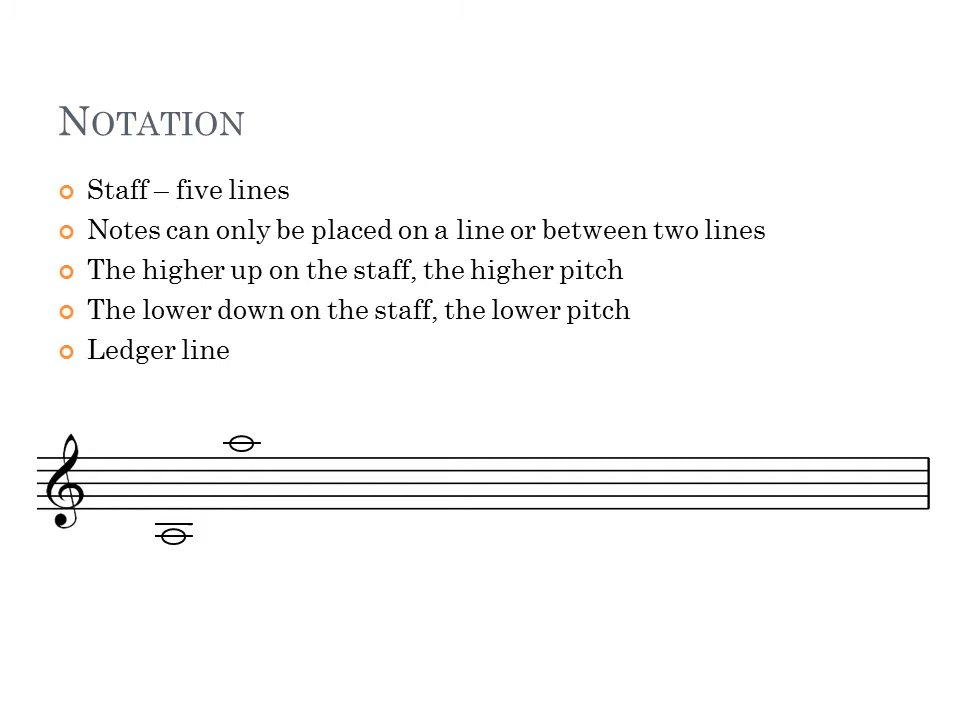 NOTATION
Staff – five lines
Notes can only be placed on a line or between two lines
The higher up on the staff, the higher pitch
The lower down on the staff, the lower pitch
Ledger line